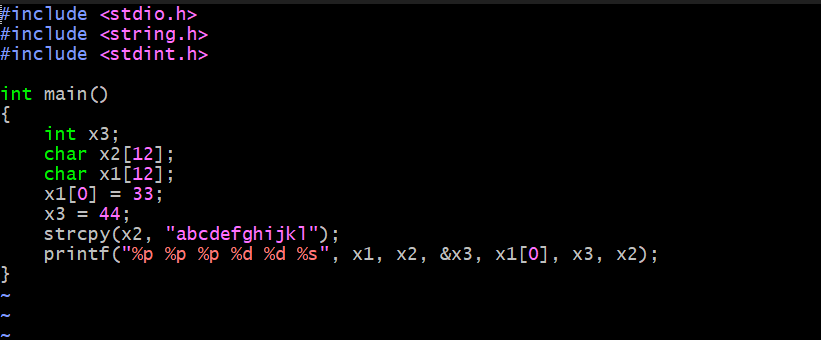 #include <stdio.h>
#include <string.h>
#include <stdint.h>

int main()
{
    int x3;
    char x2[12];
    char x1[12];
    x1[0] = 33;
    x3 = 44;
    strcpy(x2, "abcdefghijkl");
    printf("%p %p %p %d %d %s", x1, x2, &x3, x1[0], x3, x2);
}
~
~
~